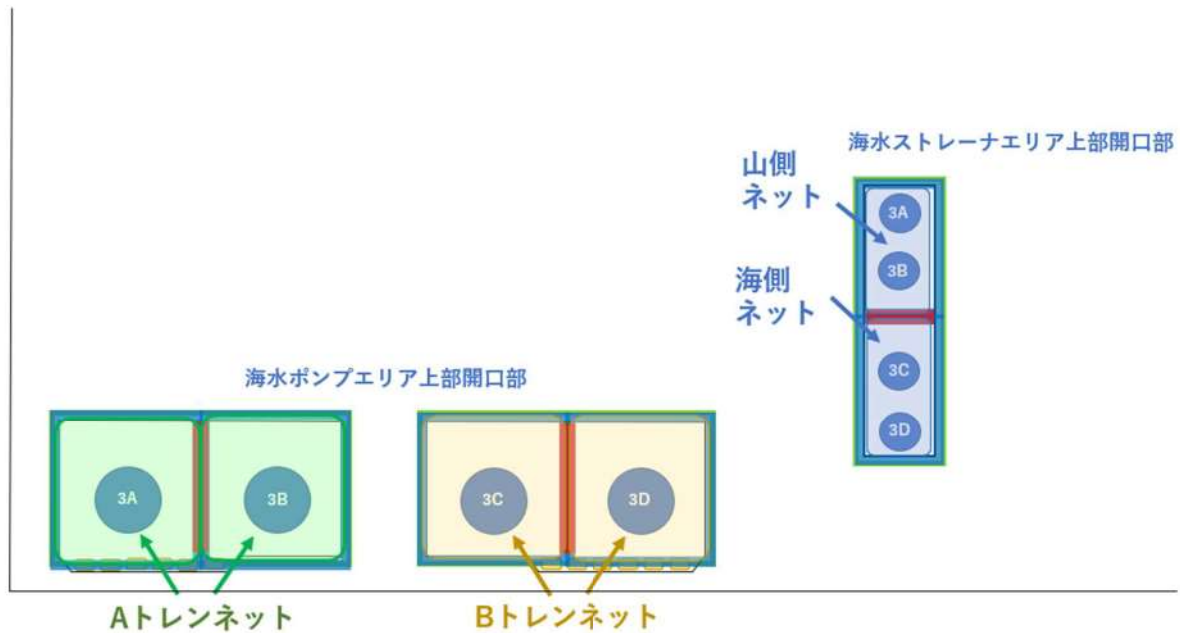 海水ストレーナエリア上部開口部
山側
ネット
3A
3B
海側
ネット
3C
3D
海水ポンプエリア上部開口部
3A
3B
3C
3D
Aトレンネット
Bトレンネット